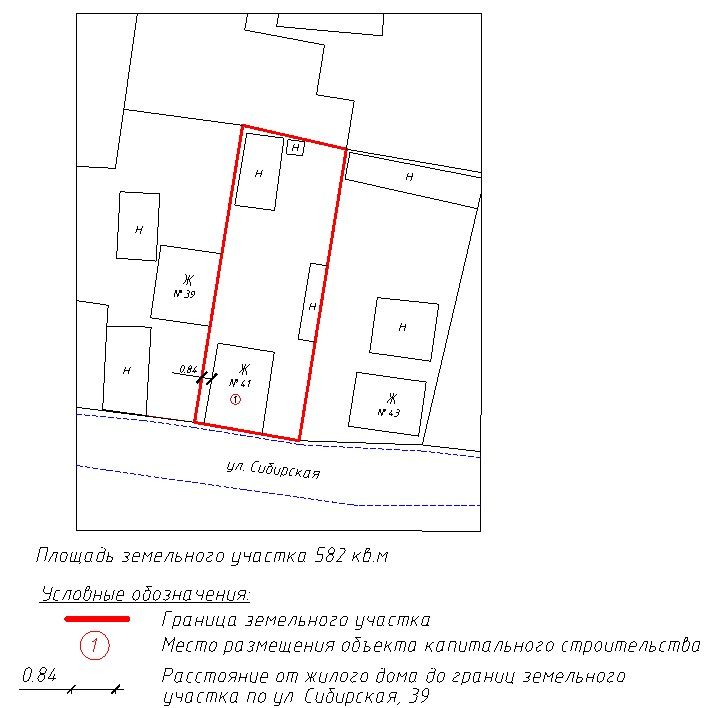 Н
Н
Н
Н
Ж
№ 39
Н
Н
Н
0.84
Ж
№ 41
1
Ж
№ 43
ул. Сибирская
Площадь земельного участка 582 кв.м
Условные обозначения:
Граница земельного участка
1 Место размещения объекта капитального строительства
0.84 Расстояние от жилого дома до границ земельного
участка по ул Сибирская, 39